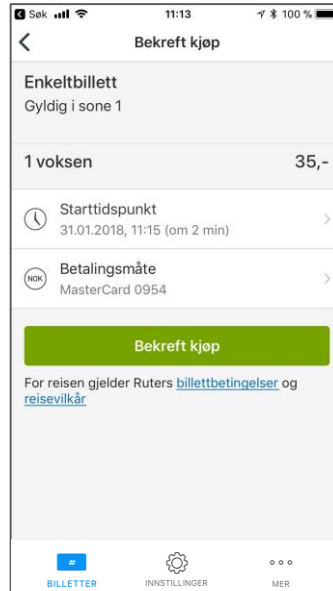 Søk 11:13 100 %
Bekreft kjøp
Enkeltbillett
Gyldig i sone 1
1 voksen 35,-
Starttidspunkt
31.01.2018, 11:15 (om 2 min)
NOK
Betalingsmåte
MasterCard 0954
Bekreft kjøp
For reisen gjelder Ruters billettbetingelser og
reisevilkår
#
BILLETTER INNSTILLINGER MER